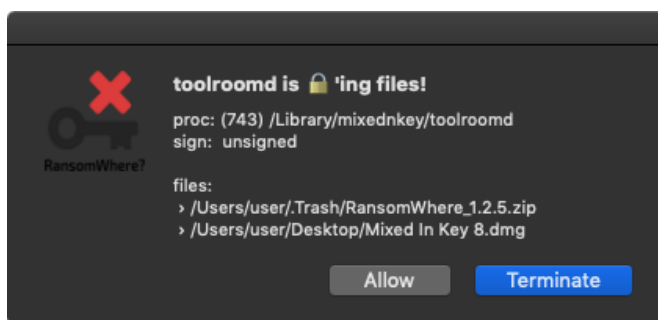 toolroomd is 🔒 'ing files!
proc: (743) /Library/mixednkey/toolroomd
sign: unsigned
RansomWhere?
files:
› /Users/user/.Trash/RansomWhere_1.2.5.zip
› /Users/user/Desktop/Mixed In Key 8.dmg
Allow
Terminate